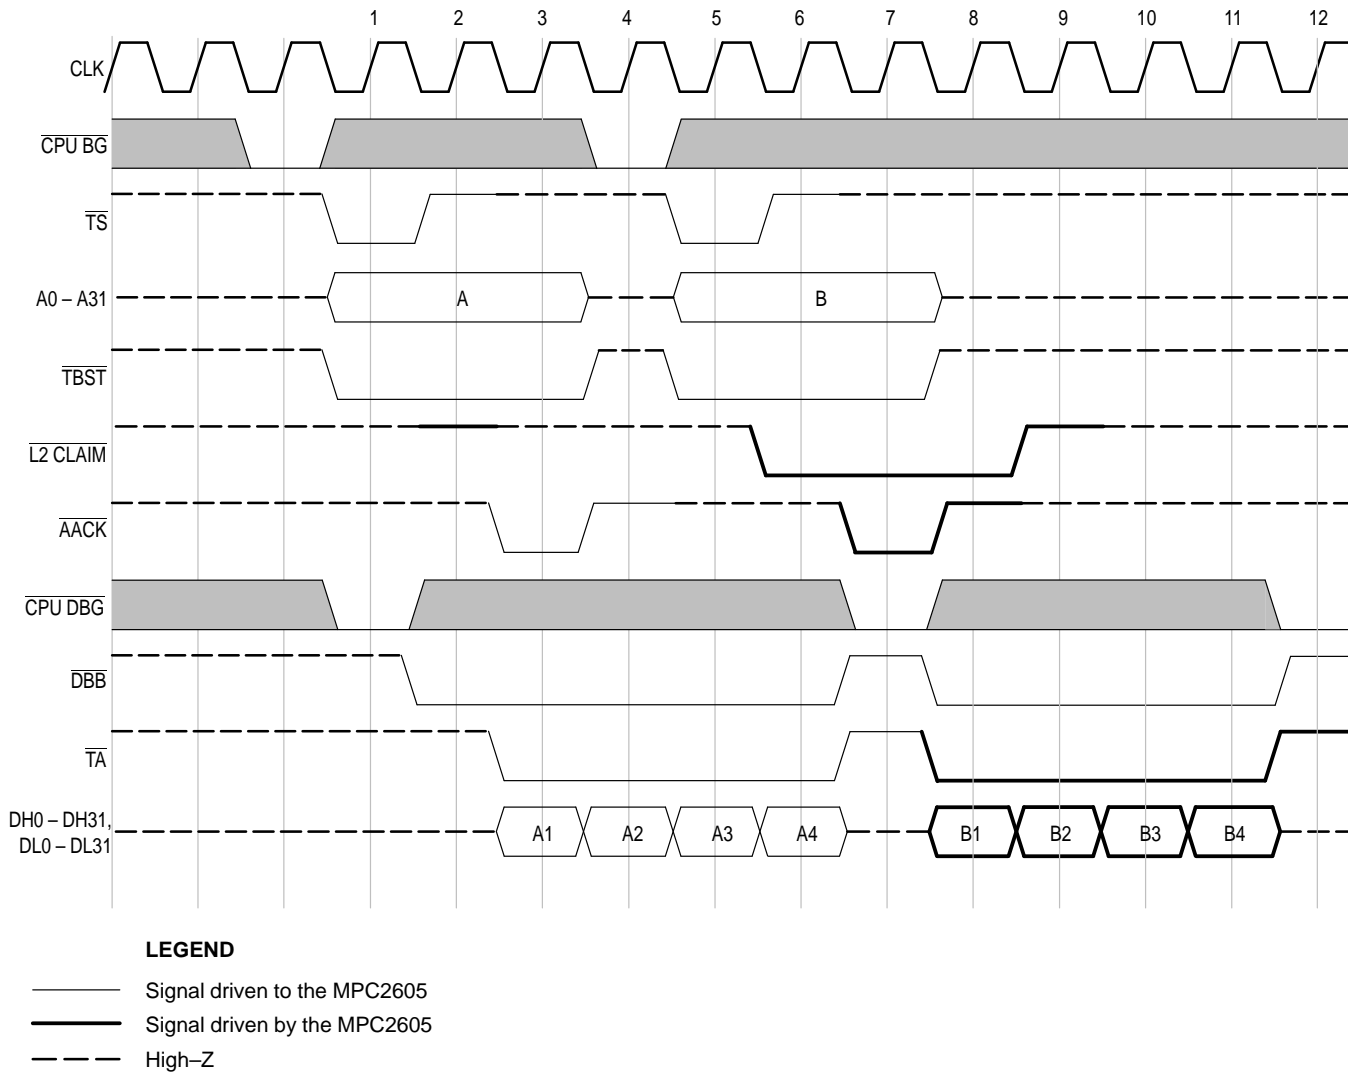 1 2 3 4 5 6 7 8 9 10 11 12
CLK
CPU BG
TS
A0 – A31 A B
TBST
L2 CLAIM
AACK
CPU DBG
DBB
TA
DH0 – DH31,
DL0 – DL31 A1 A2 A3 A4 B1 B2 B3 B4
LEGEND
Signal driven to the MPC2605
Signal driven by the MPC2605
High–Z